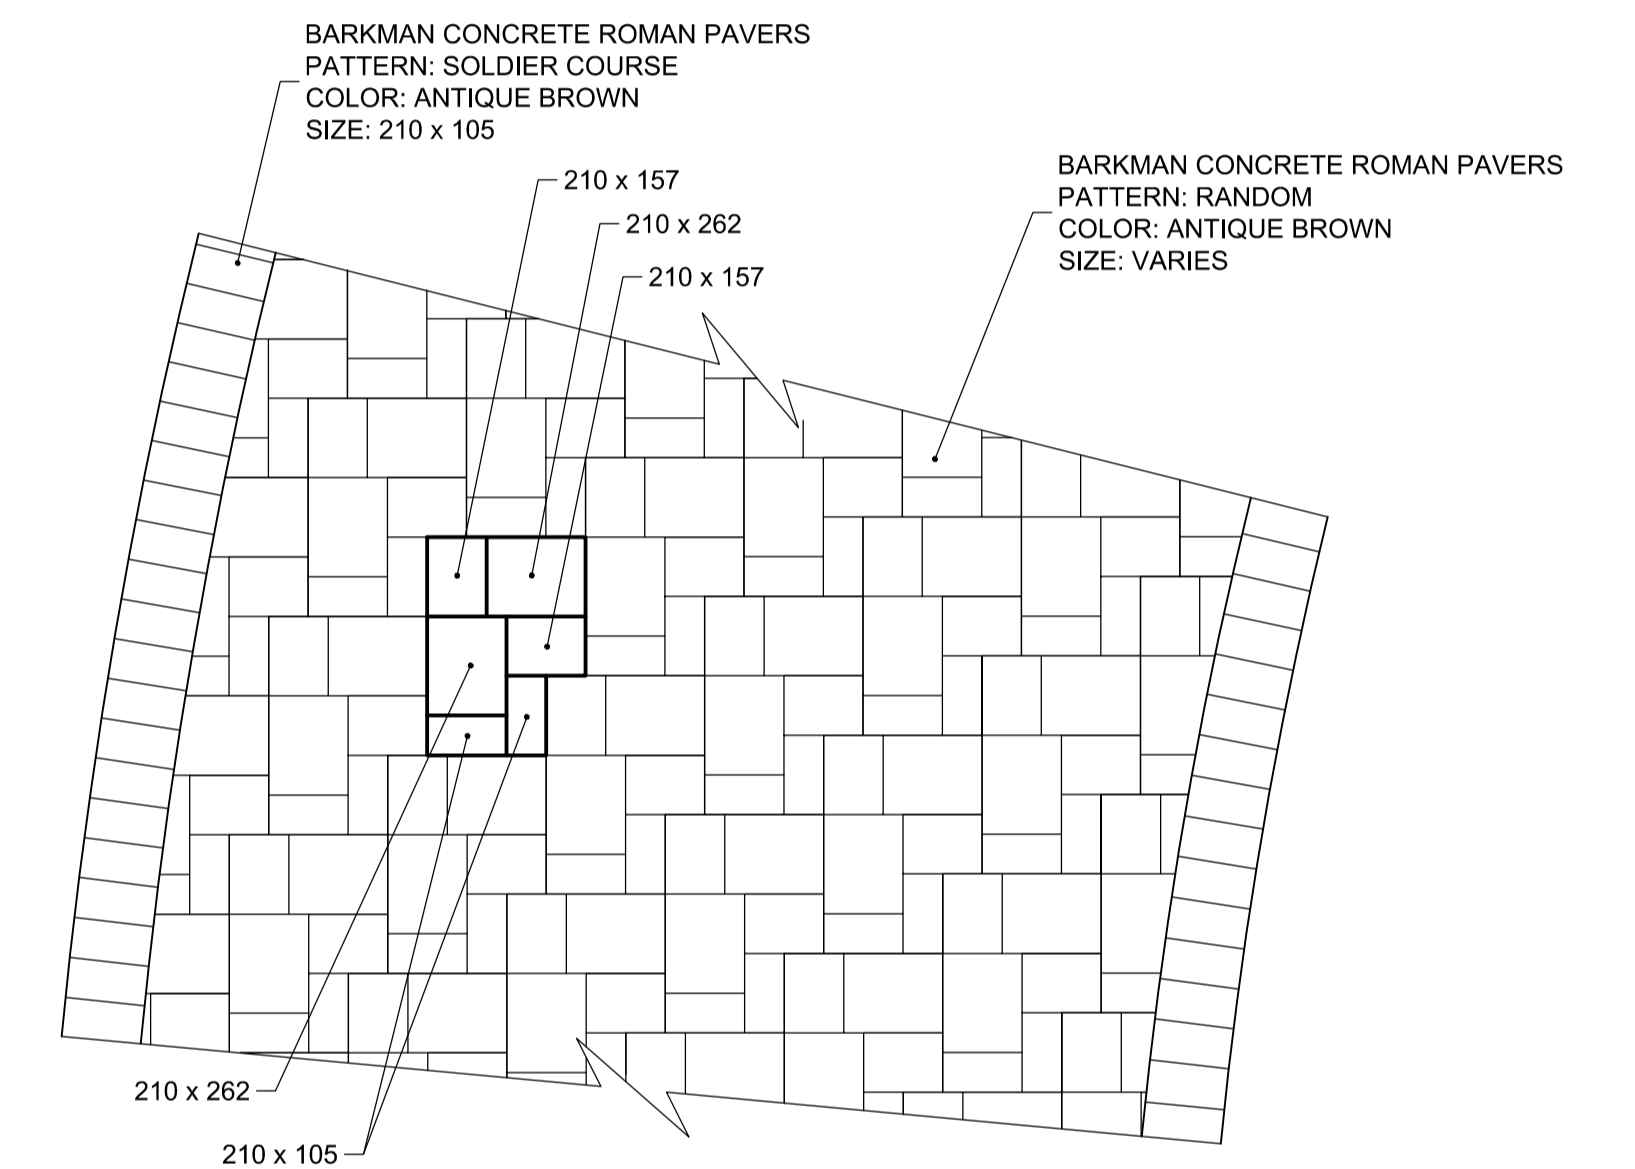 BARKMAN CONCRETE ROMAN PAVERS
PATTERN: SOLDIER COURSE
COLOR: ANTIQUE BROWN
SIZE: 210 x 105
210 x 157
210 x 262
210 x 157
BARKMAN CONCRETE ROMAN PAVERS
PATTERN: RANDOM
COLOR: ANTIQUE BROWN
SIZE: VARIES
210 x 262
210 x 105